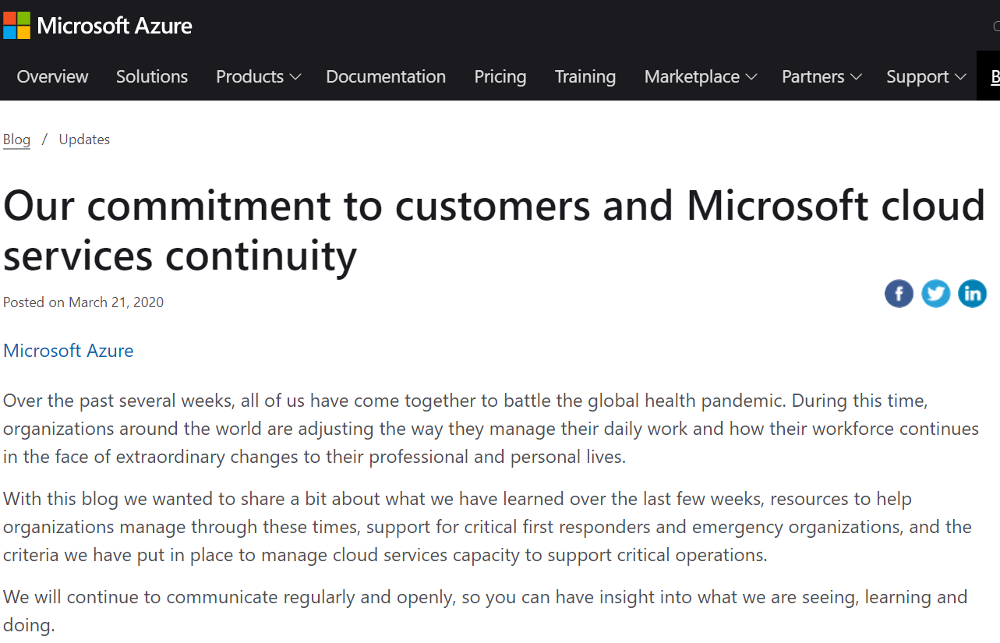 Microsoft Azure
Overview Solutions Products Documentation Pricing Training Marketplace Partners Support B
Blog / Updates
Our commitment to customers and Microsoft cloud
services continuity
Posted on March 21, 2020
Microsoft Azure
Over the past several weeks, all of us have come together to battle the global health pandemic. During this time,
organizations around the world are adjusting the way they manage their daily work and how their workforce continues
in the face of extraordinary changes to their professional and personal lives.
With this blog we wanted to share a bit about what we have learned over the last few weeks, resources to help
organizations manage through these times, support for critical first responders and emergency organizations, and the
criteria we have put in place to manage cloud services capacity to support critical operations.
We will continue to communicate regularly and openly, so you can have insight into what we are seeing, learning and
doing.